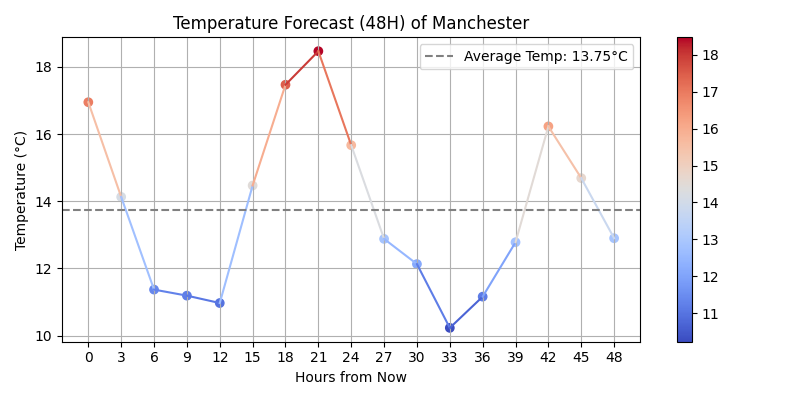 Temperature Forecast (48H) of Manchester
Average Temp: 13.75°C
Temperature (°C)
18
16
14
12
10
0 3 6 9 12 15 18 21 24 27 30 33 36 39 42 45 48
Hours from Now
18
17
16
15
14
13
12
11